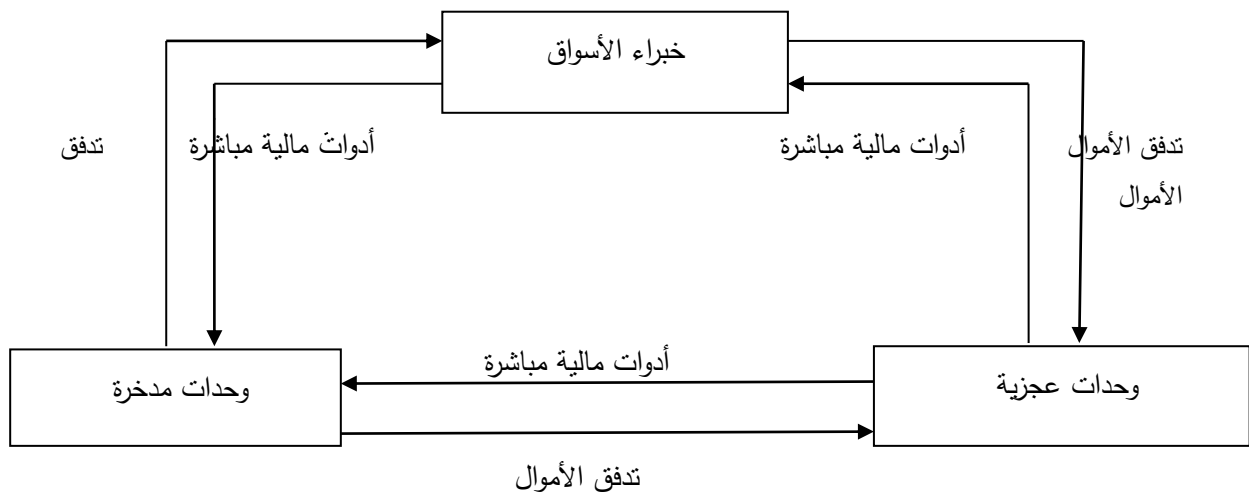 خبراء الأسواق
تدفق الأموال
أدوات مالية مباشرة
أدواتَ مالية مباشرة
تدفق
الأموال
أدوات مالية مباشرة
وحدات عجزية
وحدات مدخرة
تدفق الأموال